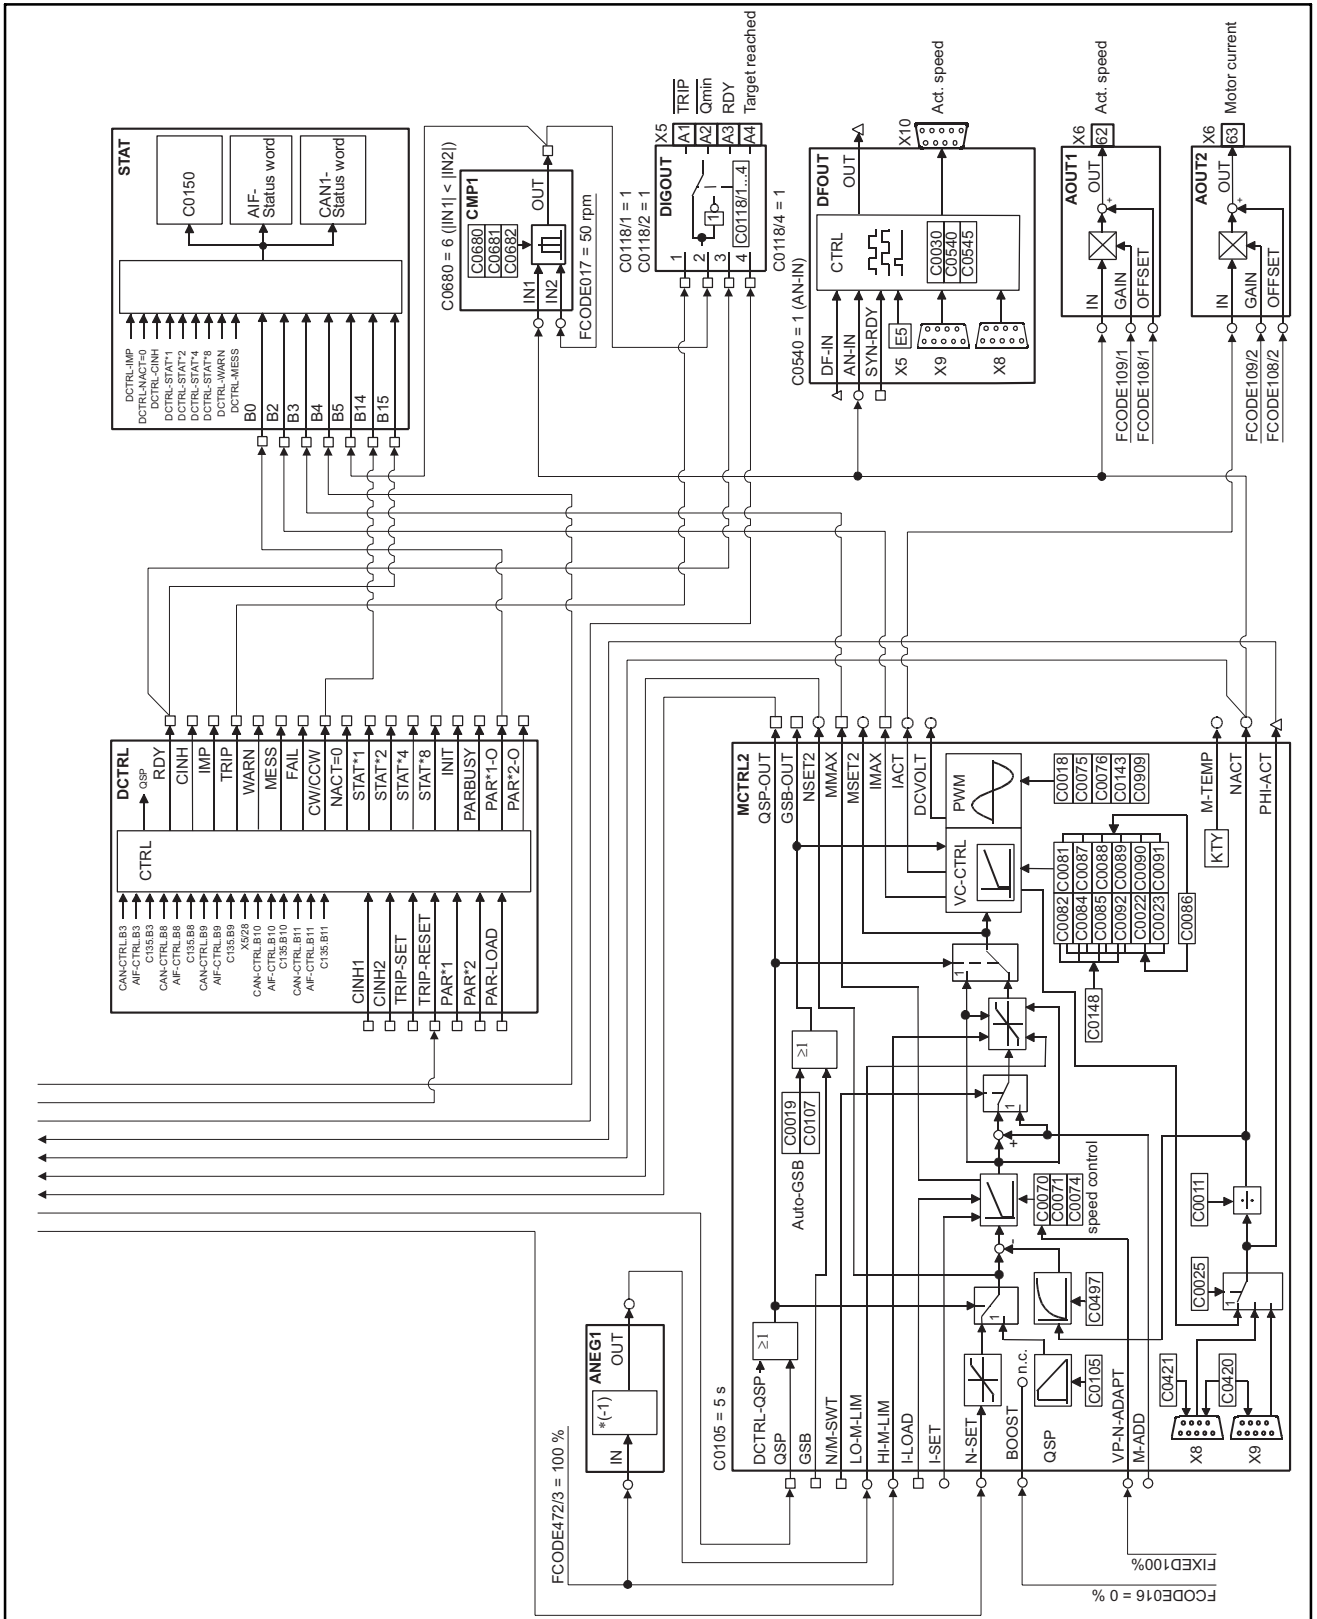 STAT
C0150
AIF-
Status word
CAN1-
Status word
DCTRL-IMP
DCTRL-NACT=0
DCTRL-CINH
DCTRL-STAT*1
DCTRL-STAT*2
DCTRL-STAT*4
DCTRL-STAT*8
DCTRL-WARN
DCTRL-MESS
B0
B2
B3
B4
B5
B14
B15
C0680 = 6 (|IN1| < |IN2|)
CMP1
C0680
C0681
C0682
OUT
IN1
IN2
FCODE017 = 50 rpm
C0118/1 = 1
C0118/2 = 1
DIGOUT
X5
A1
A2
A3
A4
TRIP
Qmin
RDY
Target reached
1
C0118/1...4
1
2
3
4
C0118/4 = 1
C0540 = 1 (AN-IN)
DFOUT
OUT
X10
Act. speed
CTRL
C0030
C0540
C0545
DF-IN
AN-IN
SYN-RDY
X5
E5
X9
X8
AOUT1
X6
62
Act. speed
OUT
+
IN
GAIN
OFFSET
FCODE109/1
FCODE108/1
AOUT2
X6
63
Motor current
OUT
+
IN
GAIN
OFFSET
FCODE109/2
FCODE108/2
DCTRL
QSP
RDY
CINH
IMP
TRIP
WARN
MESS
FAIL
CW/CCW
NACT=0
STAT*1
STAT*2
STAT*4
STAT*8
INIT
PARBUSY
PAR*1-O
PAR*2-O
CTRL
CAN-CTRL.B3
AIF-CTRL.B3
C135.B3
CAN-CTRL.B8
AIF-CTRL.B8
C135.B8
CAN-CTRL.B9
AIF-CTRL.B9
C135.B9
X5/28
CAN-CTRL.B10
AIF-CTRL.B10
C135.B10
CAN-CTRL.B11
AIF-CTRL.B11
C135.B11
CINH1
CINH2
TRIP-SET
TRIP-RESET
PAR*1
PAR*2
PAR-LOAD
ANEG1
OUT
*(-1)
IN
FCODE472/3 = 100 %
C0105 = 5 s
MCTRL2
QSP-OUT
GSB-OUT
NSET2
MMAX
MSET2
IMAX
IACT
DCVOLT
M-TEMP
NACT
PHI-ACT
PWM
VC-CTRL
C0018
C0075
C0076
C0143
C0909
KTY
C0082
C0081
C0084
C0087
C0085
C0088
C0092
C0089
C0022
C0090
C0023
C0091
C0086
C0148
≥1
C0019
C0107
Auto-GSB
1
1
+
C0070
C0071
C0074
speed control
-
1
C0497
≥1
n.c.
C0105
C0011
C0025
1
C0421
C0420
X8
X9
DCTRL-QSP
QSP
GSB
N/M-SWT
LO-M-LIM
HI-M-LIM
I-LOAD
I-SET
N-SET
BOOST
QSP
VP-N-ADAPT
M-ADD
FIXED100%
FCODE016 = 0 %